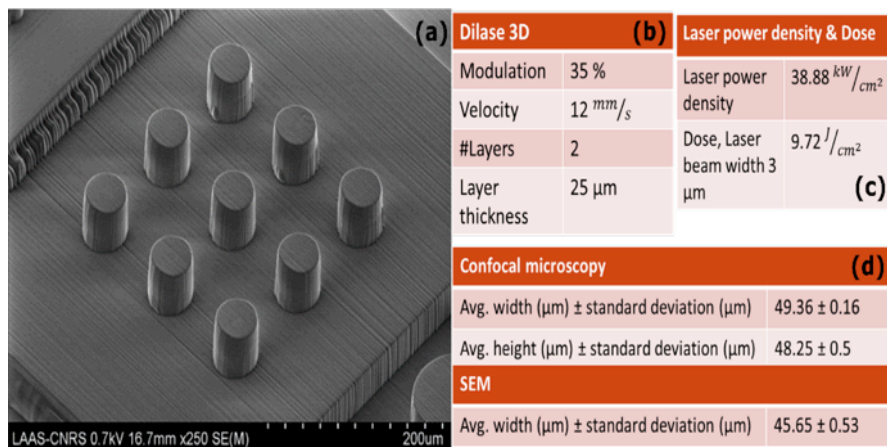 (a)
LAAS-CNRS 0.7kV 16.7mm x250 SE(M)
200um
Dilase 3D
(b)
Modulation 35 %
Velocity 12 mm/s
#Layers 2
Layer 25 µm
thickness
Laser power density & Dose
Laser power 38.88 kW/cm²
density
Dose, Laser 9.72 J/cm²
beam width 3
µm
(c)
Confocal microscopy
(d)
Avg. width (µm) ± standard deviation (µm) 49.36 ± 0.16
Avg. height (µm) ± standard deviation (µm) 48.25 ± 0.5
SEM
Avg. width (µm) ± standard deviation (µm) 45.65 ± 0.53